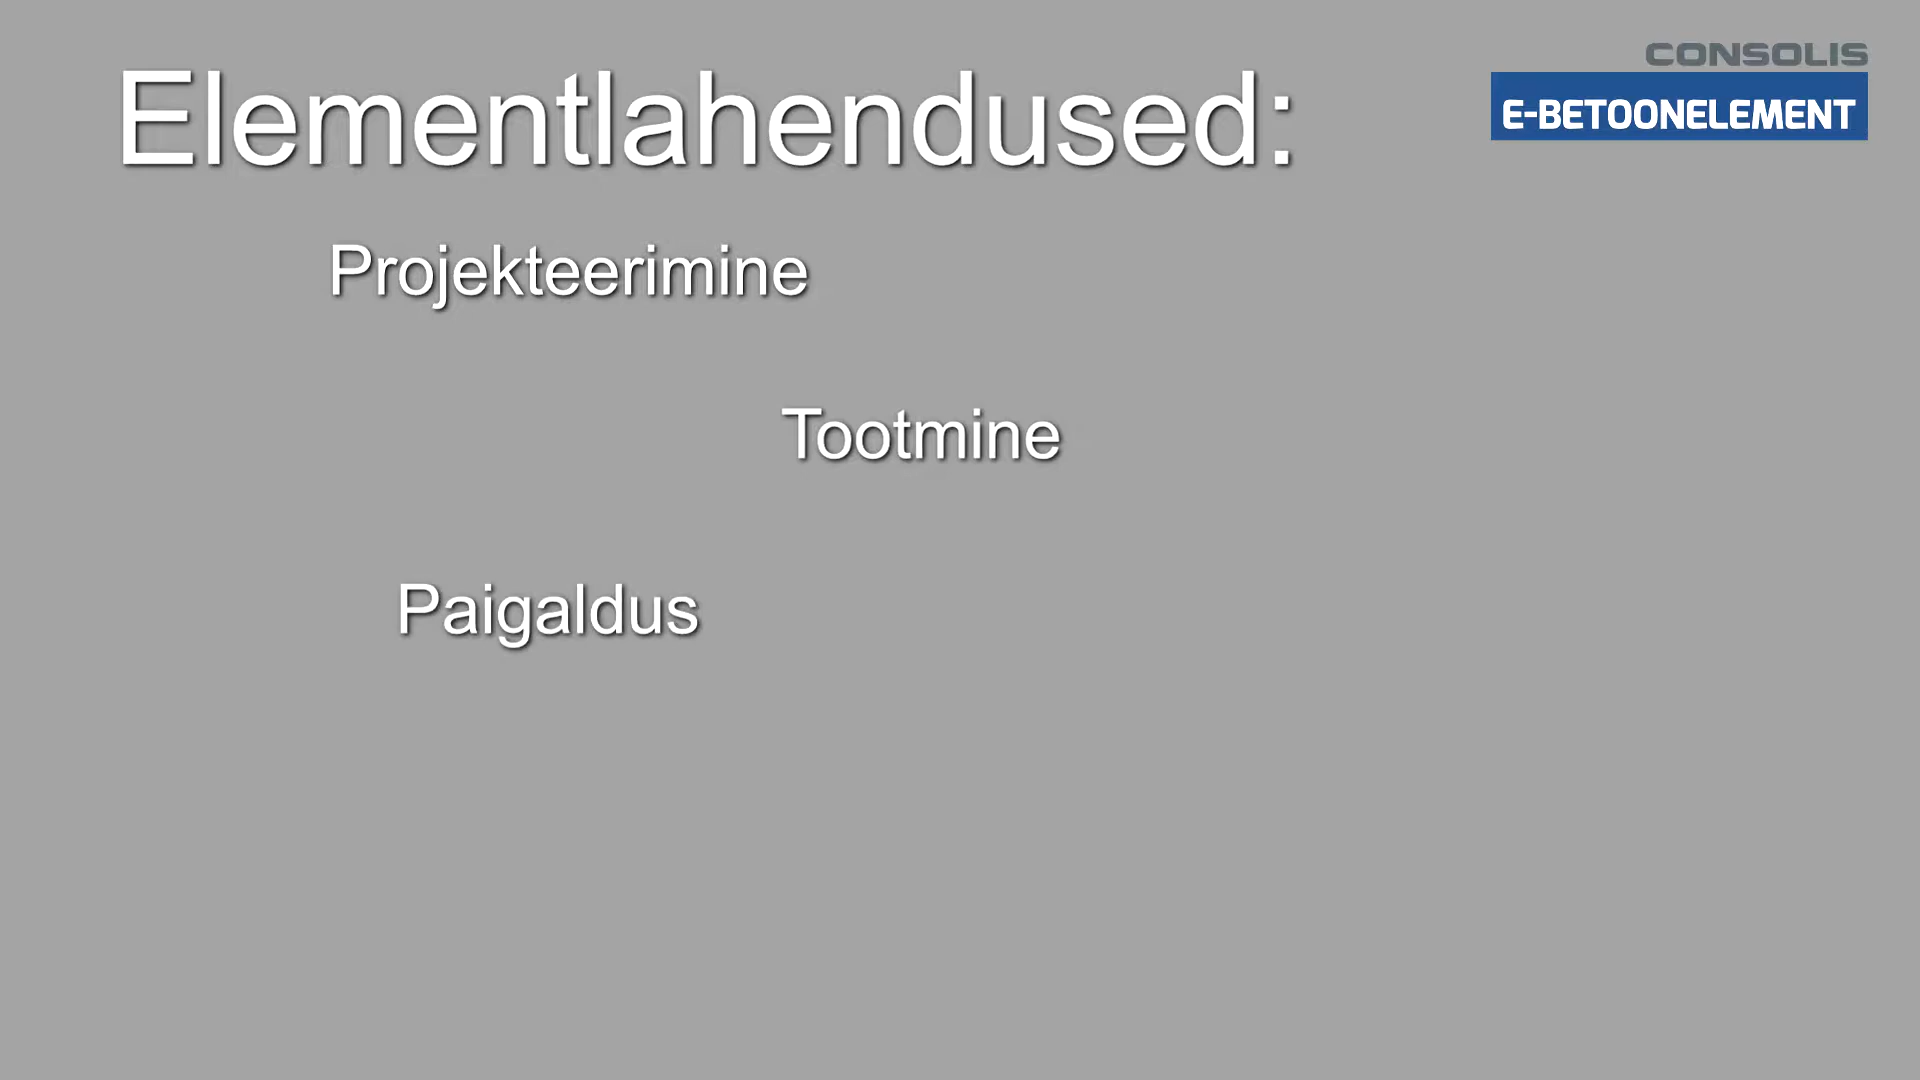 Elementlahendused:
CONSOLIS
E-BETOONELEMENT
Projekteerimine
Tootmine
Paigaldus